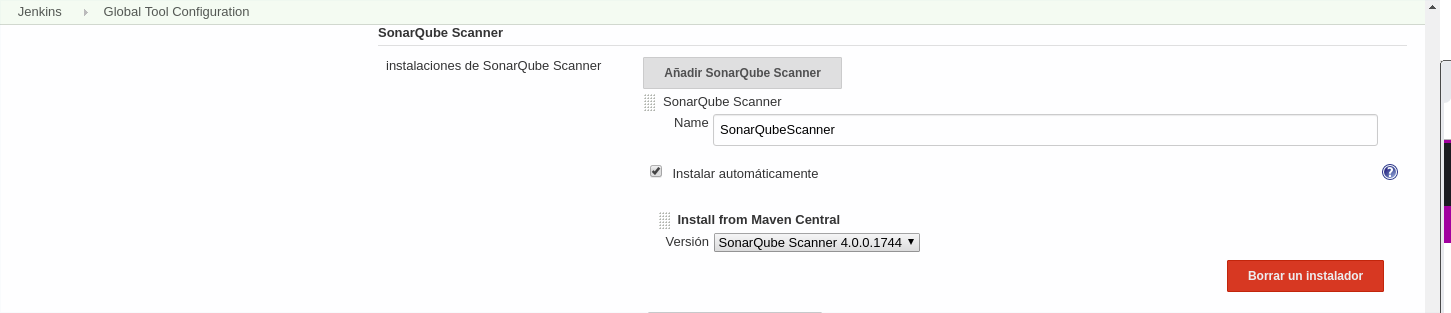 Jenkins Global Tool Configuration
SonarQube Scanner
instalaciones de SonarQube Scanner
Añadir SonarQube Scanner
SonarQube Scanner
Name SonarQubeScanner
Instalar automáticamente
Install from Maven Central
Versión SonarQube Scanner 4.0.0.1744
Borrar un instalador